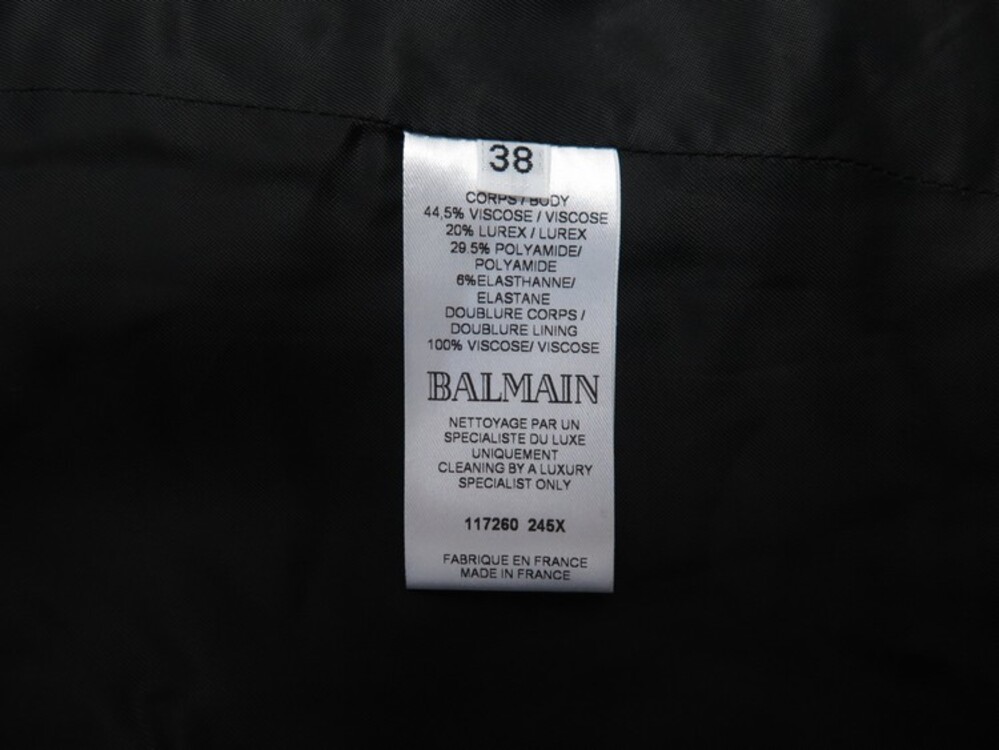 38
CORPS / BODY
44,5% VISCOSE / VISCOSE
20% LUREX / LUREX
29.5% POLYAMIDE/
POLYAMIDE
6%ELASTHANNE/
ELASTANE
DOUBLURE CORPS /
DOUBLURE LINING
100% VISCOSE/ VISCOSE
BALMAIN
NETTOYAGE PAR UN
SPECIALISTE DU LUXE
UNIQUEMENT
CLEANING BY A LUXURY
SPECIALIST ONLY
117260 245X
FABRIQUE EN FRANCE
MADE IN FRANCE